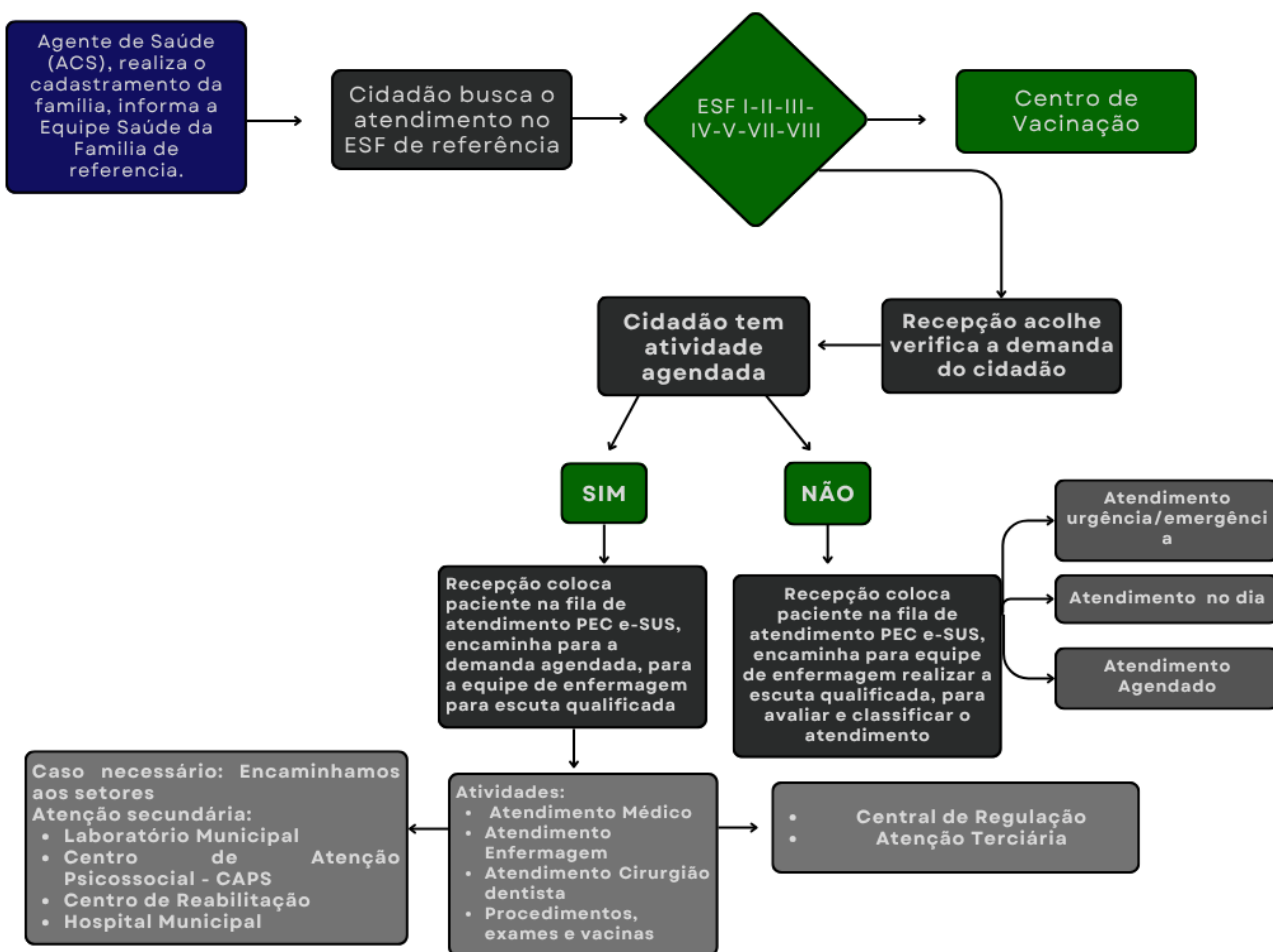 Agente de Saúde
(ACS), realiza o
cadastramento da
família, informa a
Equipe Saúde da
Familia de
referencia.
Cidadão busca o
atendimento no
ESF de referência
ESF I-II-III-
IV-V-VII-VIII
Centro de
Vacinação
Recepção acolhe
verifica a demanda
do cidadão
Cidadão tem
atividade
agendada
SIM
NÃO
Recepção coloca
paciente na fila de
atendimento PEC e-SUS,
encaminha para a
demanda agendada, para
a equipe de enfermagem
para escuta qualificada
Recepção coloca
paciente na fila de
atendimento PEC e-SUS,
encaminha para equipe
de enfermagem realizar a
escuta qualificada, para
avaliar e classificar o
atendimento
Atendimento
urgência/emergênci
a
Atendimento no dia
Atendimento
Agendado
Caso necessário: Encaminhamos
aos setores
Atenção secundária:
• Laboratório Municipal
• Centro de Atenção
Psicossocial - CAPS
• Centro de Reabilitação
• Hospital Municipal
Atividades:
• Atendimento Médico
• Atendimento
Enfermagem
• Atendimento Cirurgião
dentista
• Procedimentos,
exames e vacinas
• Central de Regulação
• Atenção Terciária